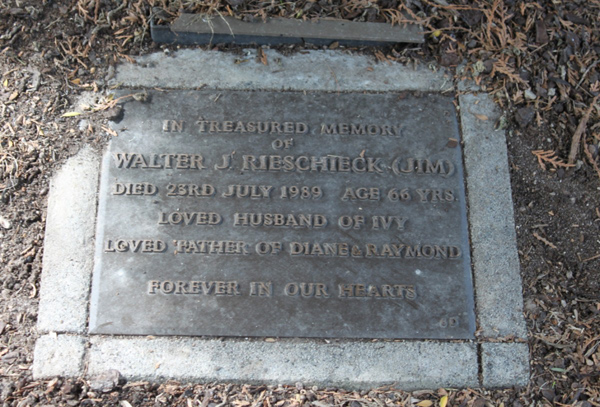 IN TREASURED MEMORY
OF
WALTER J RIESCHIECK (JIM)
DIED 23RD JULY 1989 AGE 66 YRS.
LOVED HUSBAND OF IVY
LOVED FATHER OF DIANE & RAYMOND
FOREVER IN OUR HEARTS